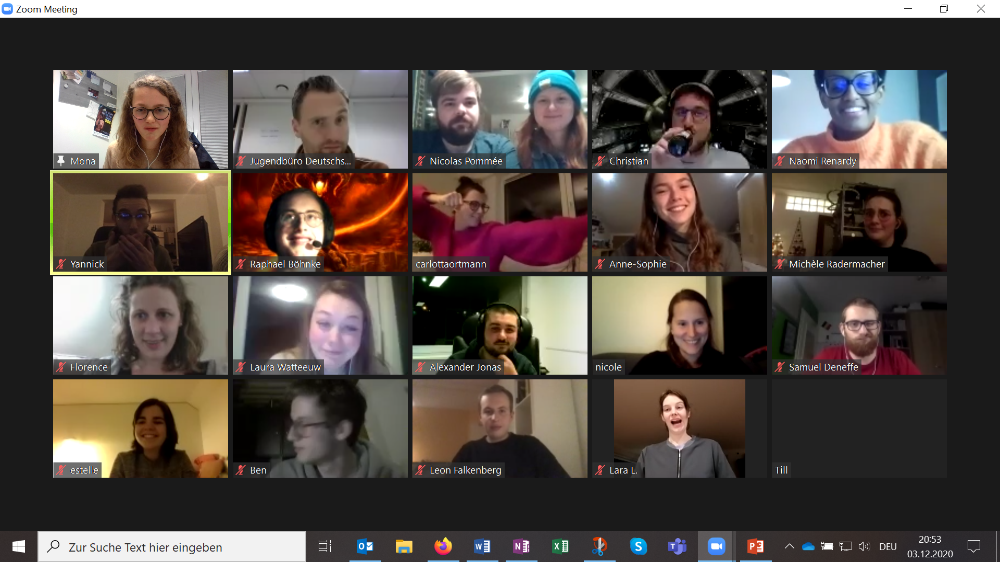 Zoom Meeting
Mona
Jugendbüro Deutschs...
Nicolas Pommée
Christian
Naomi Renardy
Yannick
Raphael Böhnke
carlottaortmann
Anne-Sophie
Michèle Radermacher
Florence
Laura Watteeuw
Alexander Jonas
nicole
Samuel Deneffe
estelle
Ben
Leon Falkenberg
Lara L.
Till
Zur Suche Text hier eingeben
DEU
20:53
03.12.2020